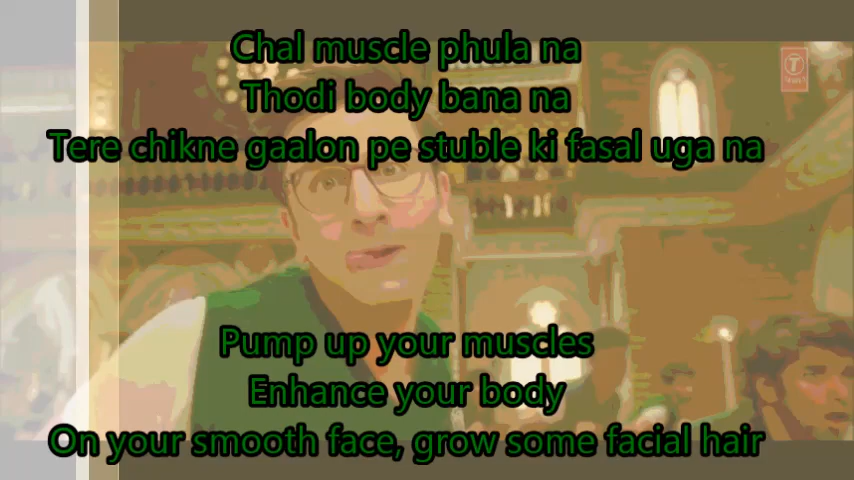 Chal muscle phula na
Thodi body bana na
Tere chikne gaalon pe stuble ki fasal uga na
Pump up your muscles
Enhance your body
On your smooth face, grow some facial hair